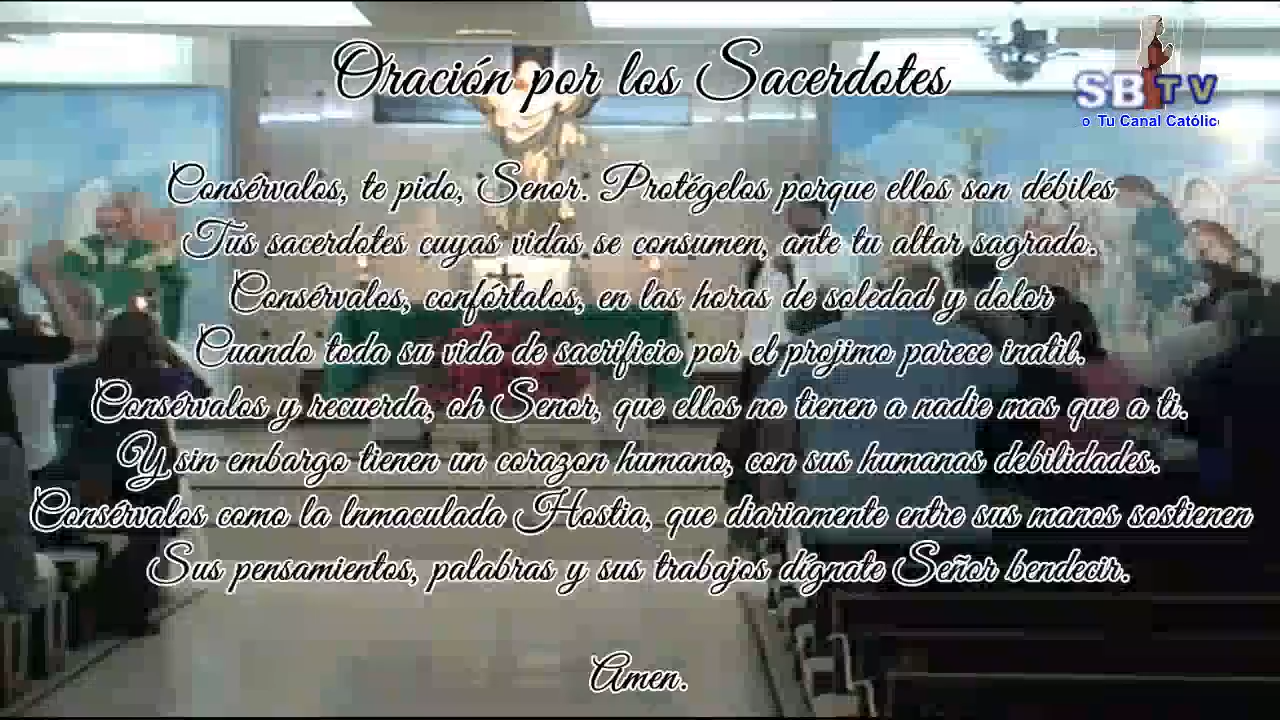 Oración por los Sacerdotes
SBTV
o Tu Canal Católic
Consérvalos, te pido, Senor. Protégelos porque ellos son débiles
Tus sacerdotes cuyas vidas se consumen, ante tu altar sagrado.
Consérvalos, confórtalos, en las horas de soledad y dolor
Cuando toda su vida de sacrificio por el projimo parece inatil.
Consérvalos y recuerda, oh Senor, que ellos no tienen a nadie mas que a ti.
Y sin embargo tienen un corazon humano, con sus humanas debilidades.
Consérvalos como la lnmaculada Hostia, que diariamente entre sus manos sostienen
Sus pensamientos, palabras y sus trabajos dígnate Señor bendecir.
Amen.